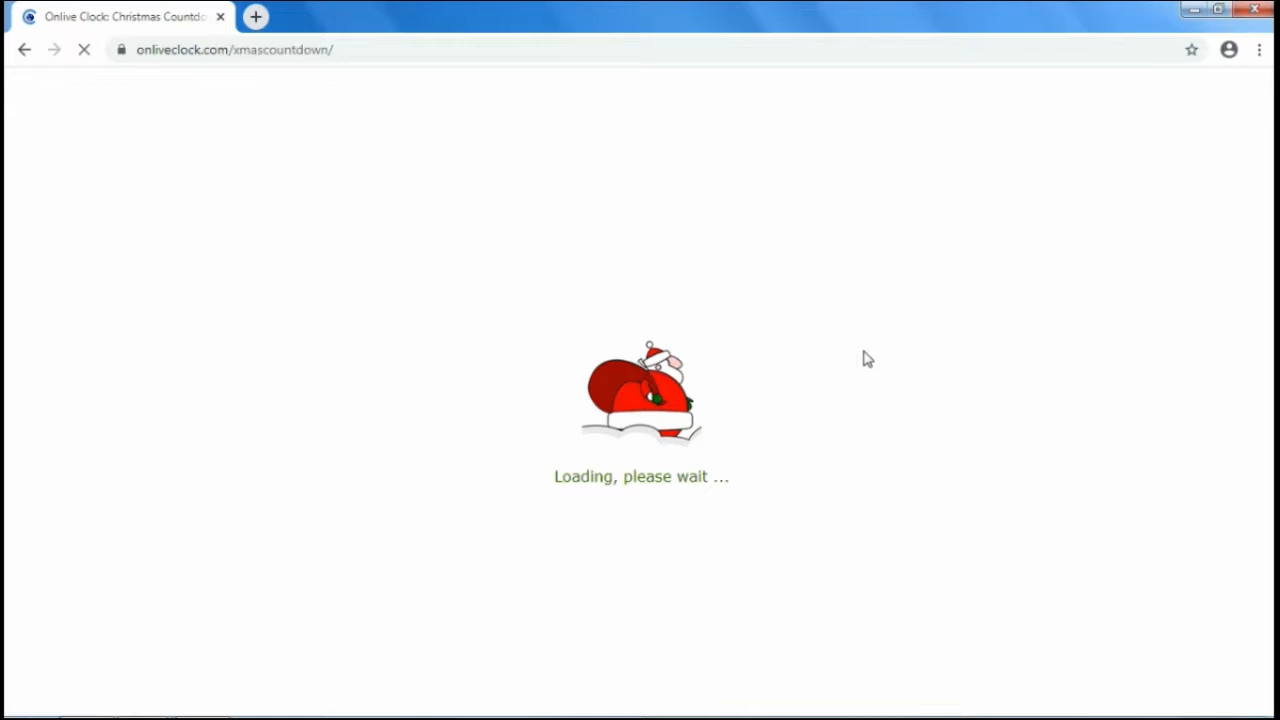 Onlive Clock: Christmas Countdo
onliveclock.com/xmascountdown/
Loading, please wait ...